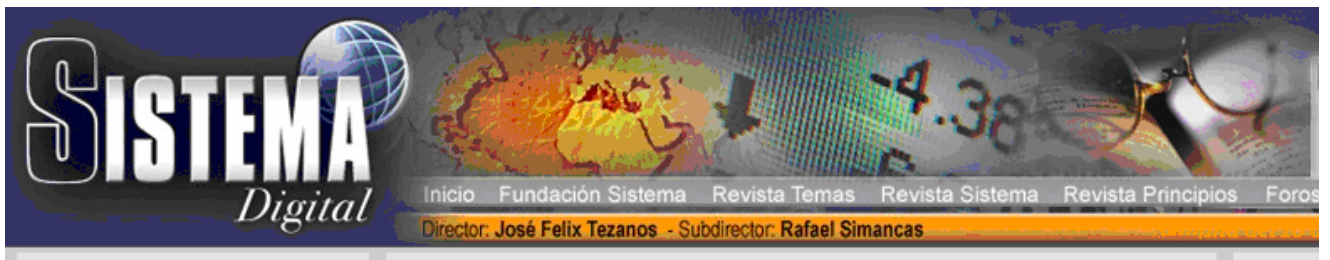 SISTEMA
Digital
-4.38
Inicio Fundación Sistema Revista Temas Revista Sistema Revista Principios Foros
Director: José Felix Tezanos - Subdirector: Rafael Simancas